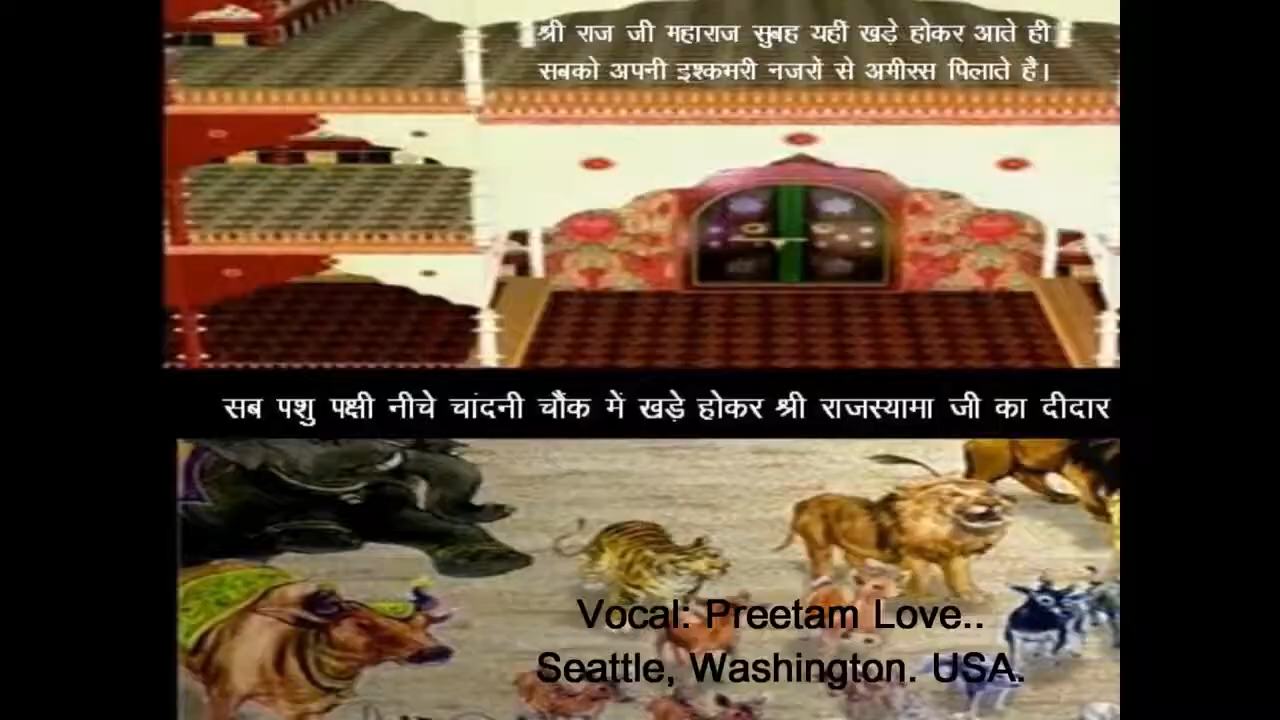 श्री राज जी महाराज सुबह यहीं खड़े होकर आते ही
सबको अपनी इश्कभरी नजरों से अमीरस पिलाते हैं।
सब पशु पक्षी नीचे चांदनी चौंक में खड़े होकर श्री राजस्यामा जी का दीदार
Vocal: Preetam Love..
Seattle, Washington. USA.